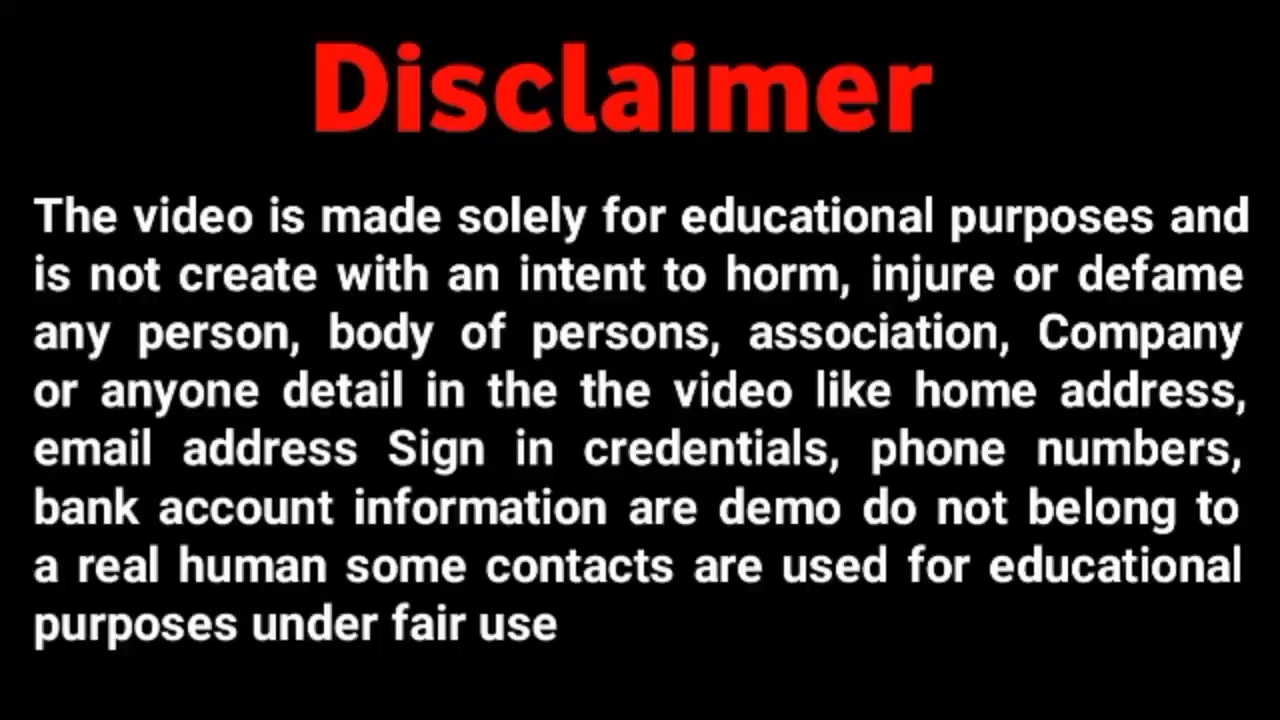 Disclaimer
The video is made solely for educational purposes and
is not create with an intent to horm, injure or defame
any person, body of persons, association, Company
or anyone detail in the the video like home address,
email address Sign in credentials, phone numbers,
bank account information are demo do not belong to
a real human some contacts are used for educational
purposes under fair use